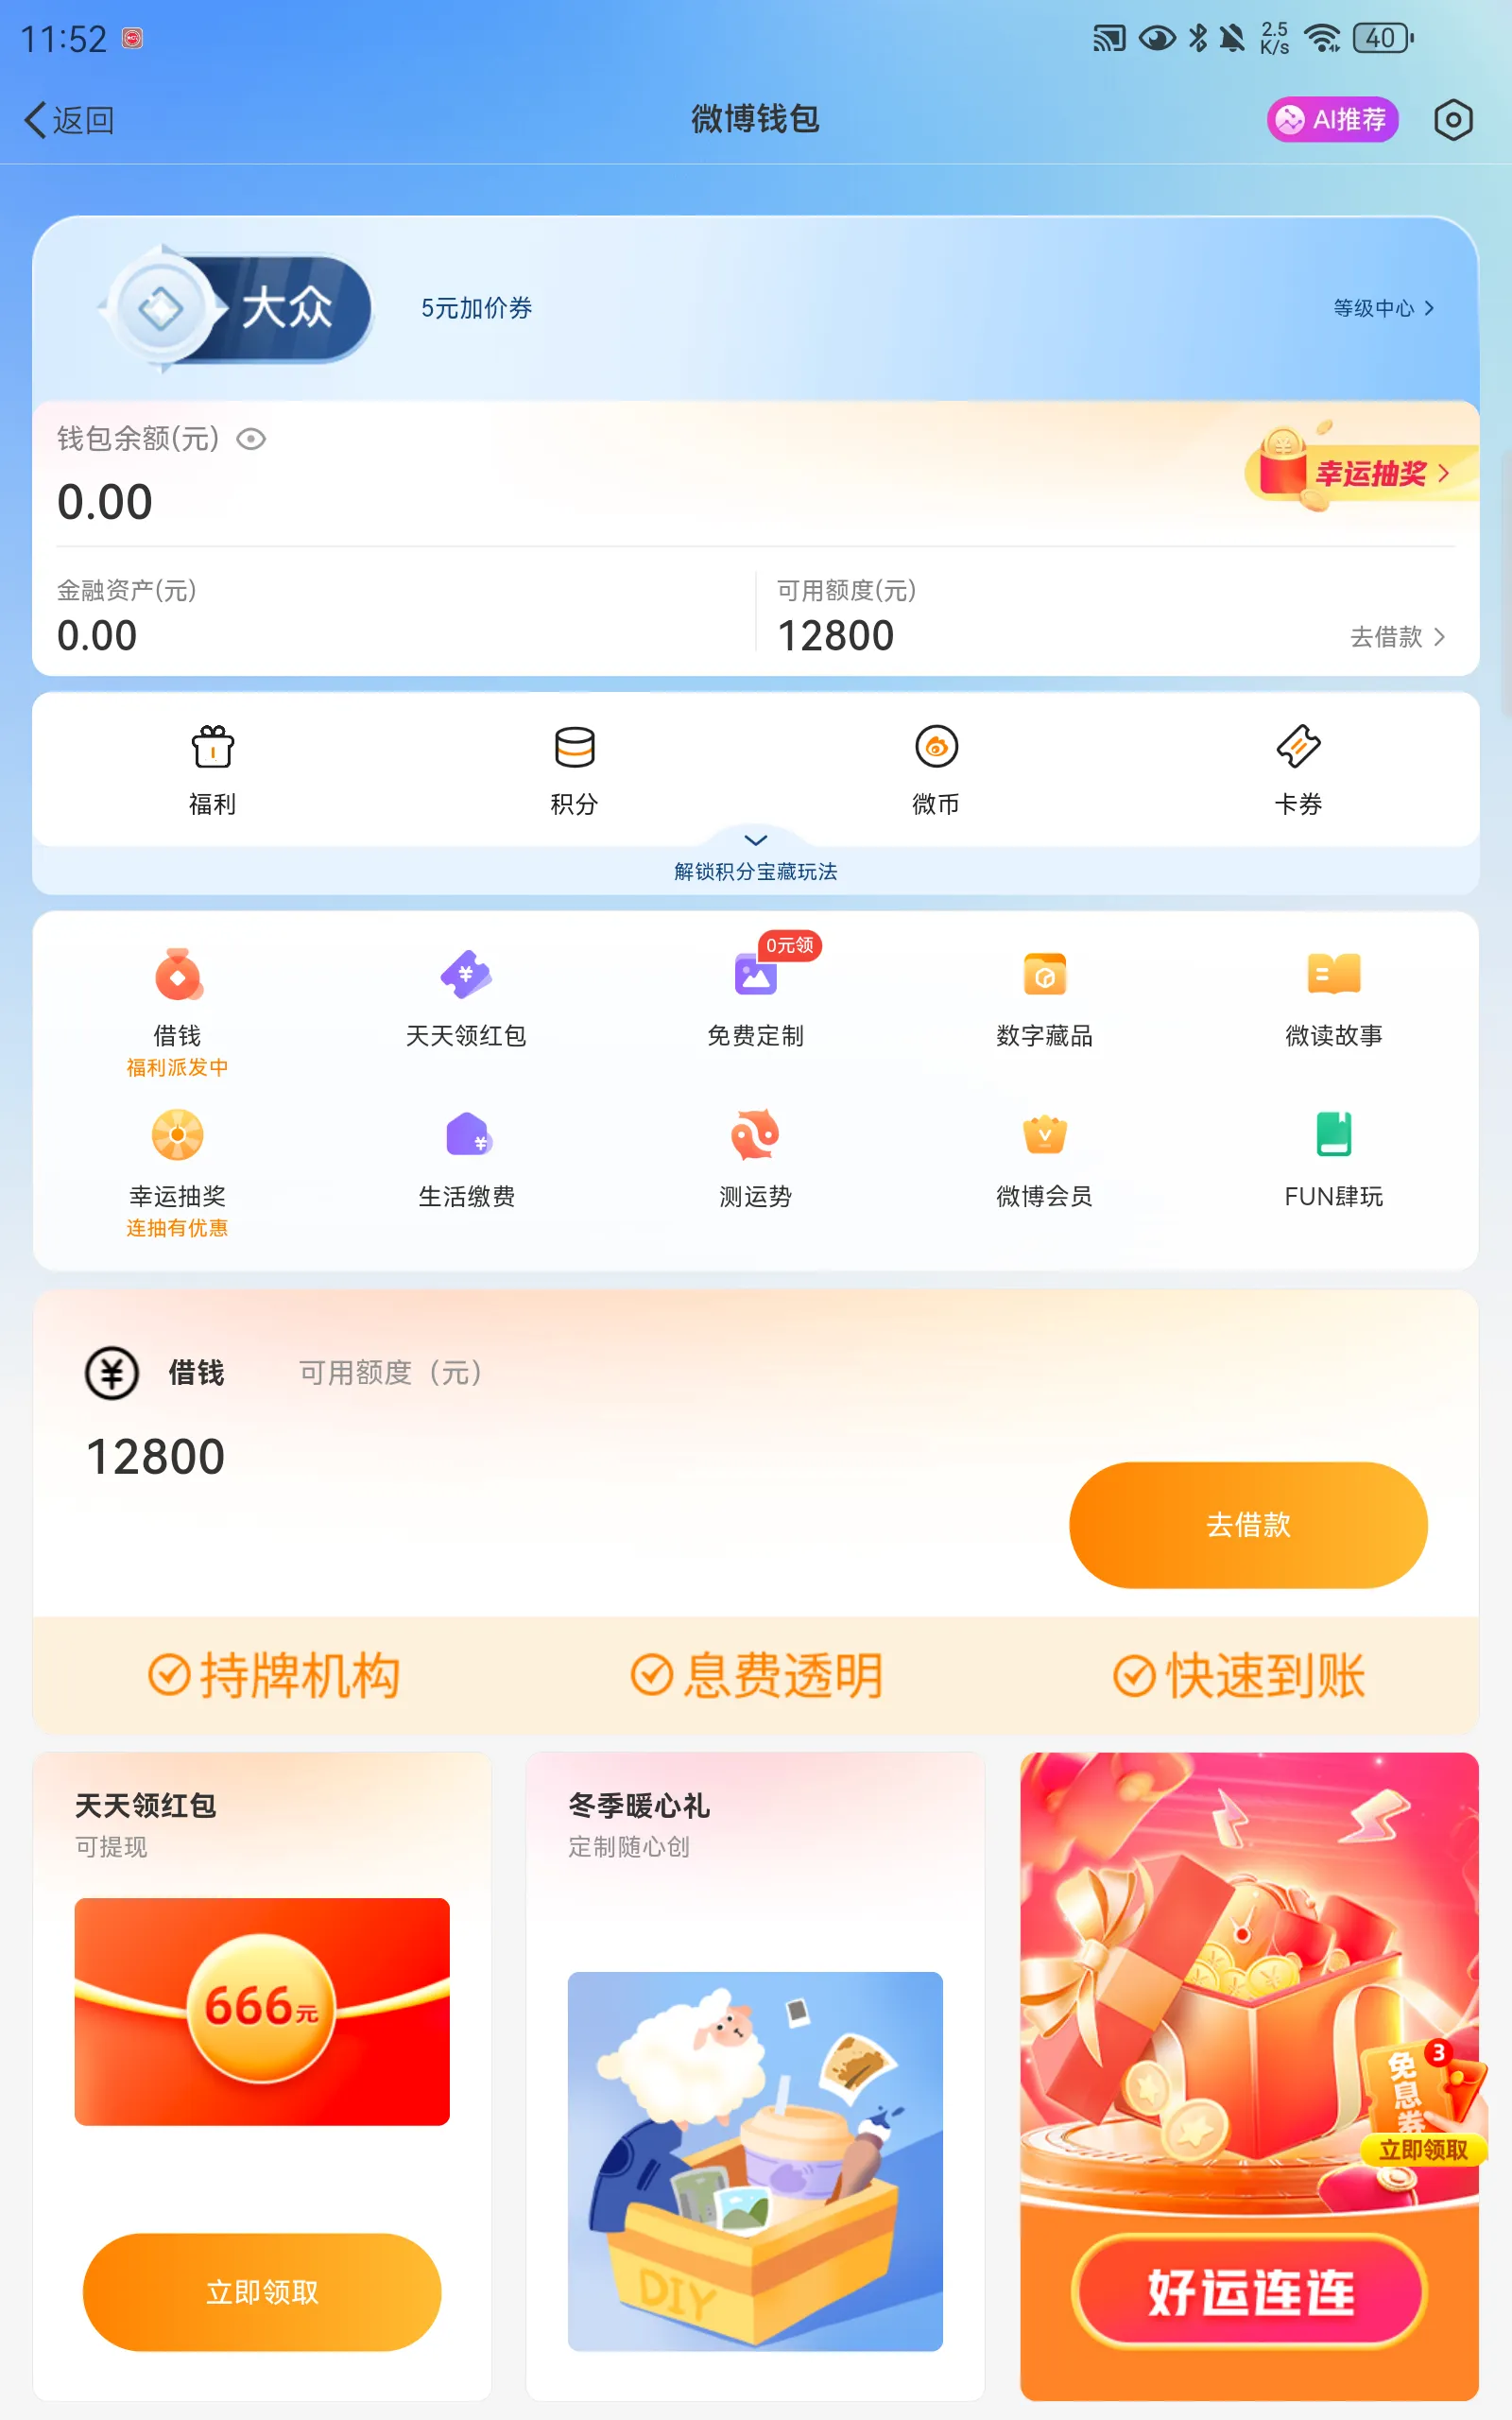 11:52
2.5
K/s
40
返回
微博钱包
AI推荐
大众
5元加价券
等级中心
钱包余额(元)
0.00
幸运抽奖
金融资产(元)
0.00
可用额度(元)
12800
去借款
福利
积分
微币
卡券
解锁积分宝藏玩法
0元领
借钱
天天领红包
免费定制
数字藏品
微读故事
福利派发中
幸运抽奖
生活缴费
测运势
微博会员
FUN肆玩
连抽有优惠
借钱
可用额度（元）
12800
去借款
持牌机构
息费透明
快速到账
天天领红包
可提现
666元
立即领取
冬季暖心礼
定制随心创
DIY
3
免息券
立即领取
好运连连